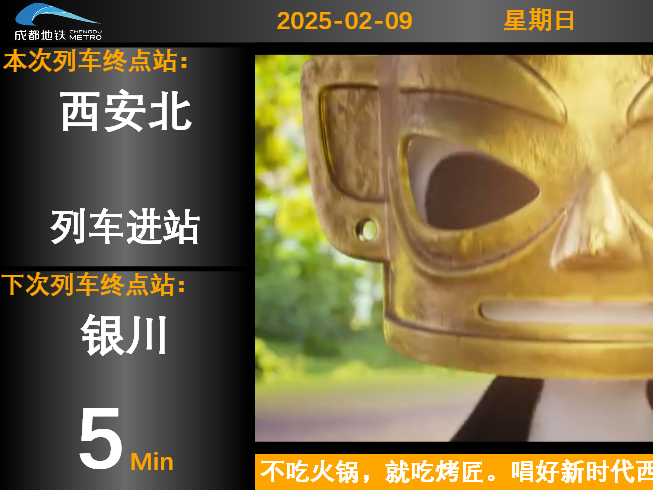 成都地铁 CHENGDU METRO
2025-02-09 星期日
本次列车终点站：
西安北
列车进站
下次列车终点站：
银川
5 Min
不吃火锅，就吃烤匠。唱好新时代西